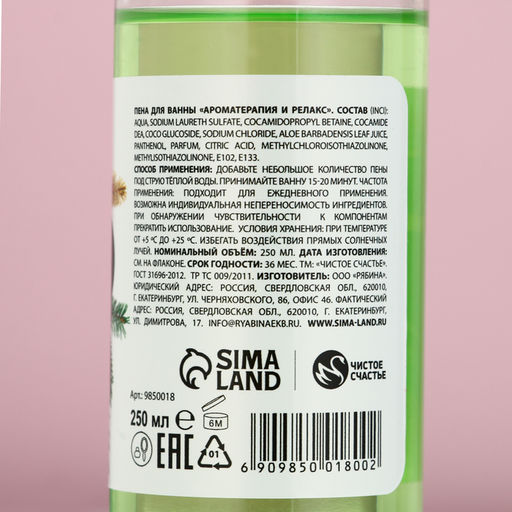 ПЕНА ДЛЯ ВАННЫ «АРОМАТЕРАПИЯ И РЕЛАКС». СОСТАВ (INCI):
AQUA, SODIUM LAURETH SULFATE, COCAMIDOPROPYL BETAINE, COCAMIDE
DEA, COCO GLUCOSIDE, SODIUM CHLORIDE, ALOE BARBADENSIS LEAF JUICE,
PANTHENOL, PARFUM, CITRIC ACID, METHYLCHLOROISOTHIAZOLINONE,
METHYLISOTHIAZOLINONE, E102, E133.
СПОСОБ ПРИМЕНЕНИЯ: ДОБАВЬТЕ НЕБОЛЬШОЕ КОЛИЧЕСТВО ПЕНЫ
ПОД СТРУЮ ТЁПЛОЙ ВОДЫ. ПРИНИМАЙТЕ ВАННУ 15-20 МИНУТ. ЧАСТОТА
ПРИМЕНЕНИЯ: ПОДХОДИТ ДЛЯ ЕЖЕДНЕВНОГО ПРИМЕНЕНИЯ.
ВОЗМОЖНА ИНДИВИДУАЛЬНАЯ НЕПЕРЕНОСИМОСТЬ ИНГРЕДИЕНТОВ.
ПРИ ОБНАРУЖЕНИИ ЧУВСТВИТЕЛЬНОСТИ К КОМПОНЕНТАМ
ПРЕКРАТИТЬ ИСПОЛЬЗОВАНИЕ. УСЛОВИЯ ХРАНЕНИЯ: ПРИ ТЕМПЕРАТУРЕ
ОТ +5 ºС ДО +25 ºС. ИЗБЕГАТЬ ВОЗДЕЙСТВИЯ ПРЯМЫХ СОЛНЕЧНЫХ
ЛУЧЕЙ. НОМИНАЛЬНЫЙ ОБЪЁМ: 250 МЛ. ДАТА ИЗГОТОВЛЕНИЯ:
СМ. НА ФЛАКОНЕ. СРОК ГОДНОСТИ: 36 МЕС. ТМ: «ЧИСТОЕ СЧАСТЬЕ».
ГОСТ 31696-2012. ТР ТС 009/2011. ИЗГОТОВИТЕЛЬ: ООО «РЯБИНА».
ЮРИДИЧЕСКИЙ АДРЕС: РОССИЯ, СВЕРДЛОВСКАЯ ОБЛ., 620010,
Г. ЕКАТЕРИНБУРГ, УЛ. ЧЕРНЯХОВСКОГО, 86, ОФИС 46. ФАКТИЧЕСКИЙ
АДРЕС: РОССИЯ, СВЕРДЛОВСКАЯ ОБЛ., 620010, Г. ЕКАТЕРИНБУРГ,
УЛ. ДИМИТРОВА, 17. INFO@RYABINAEKB.RU. WWW.SIMA-LAND.RU
SIMA
LAND
ЧИСТОЕ
СЧАСТЬЕ
Арт.: 9850018
250 мл e
6M
EAC
01
6 909850 018002